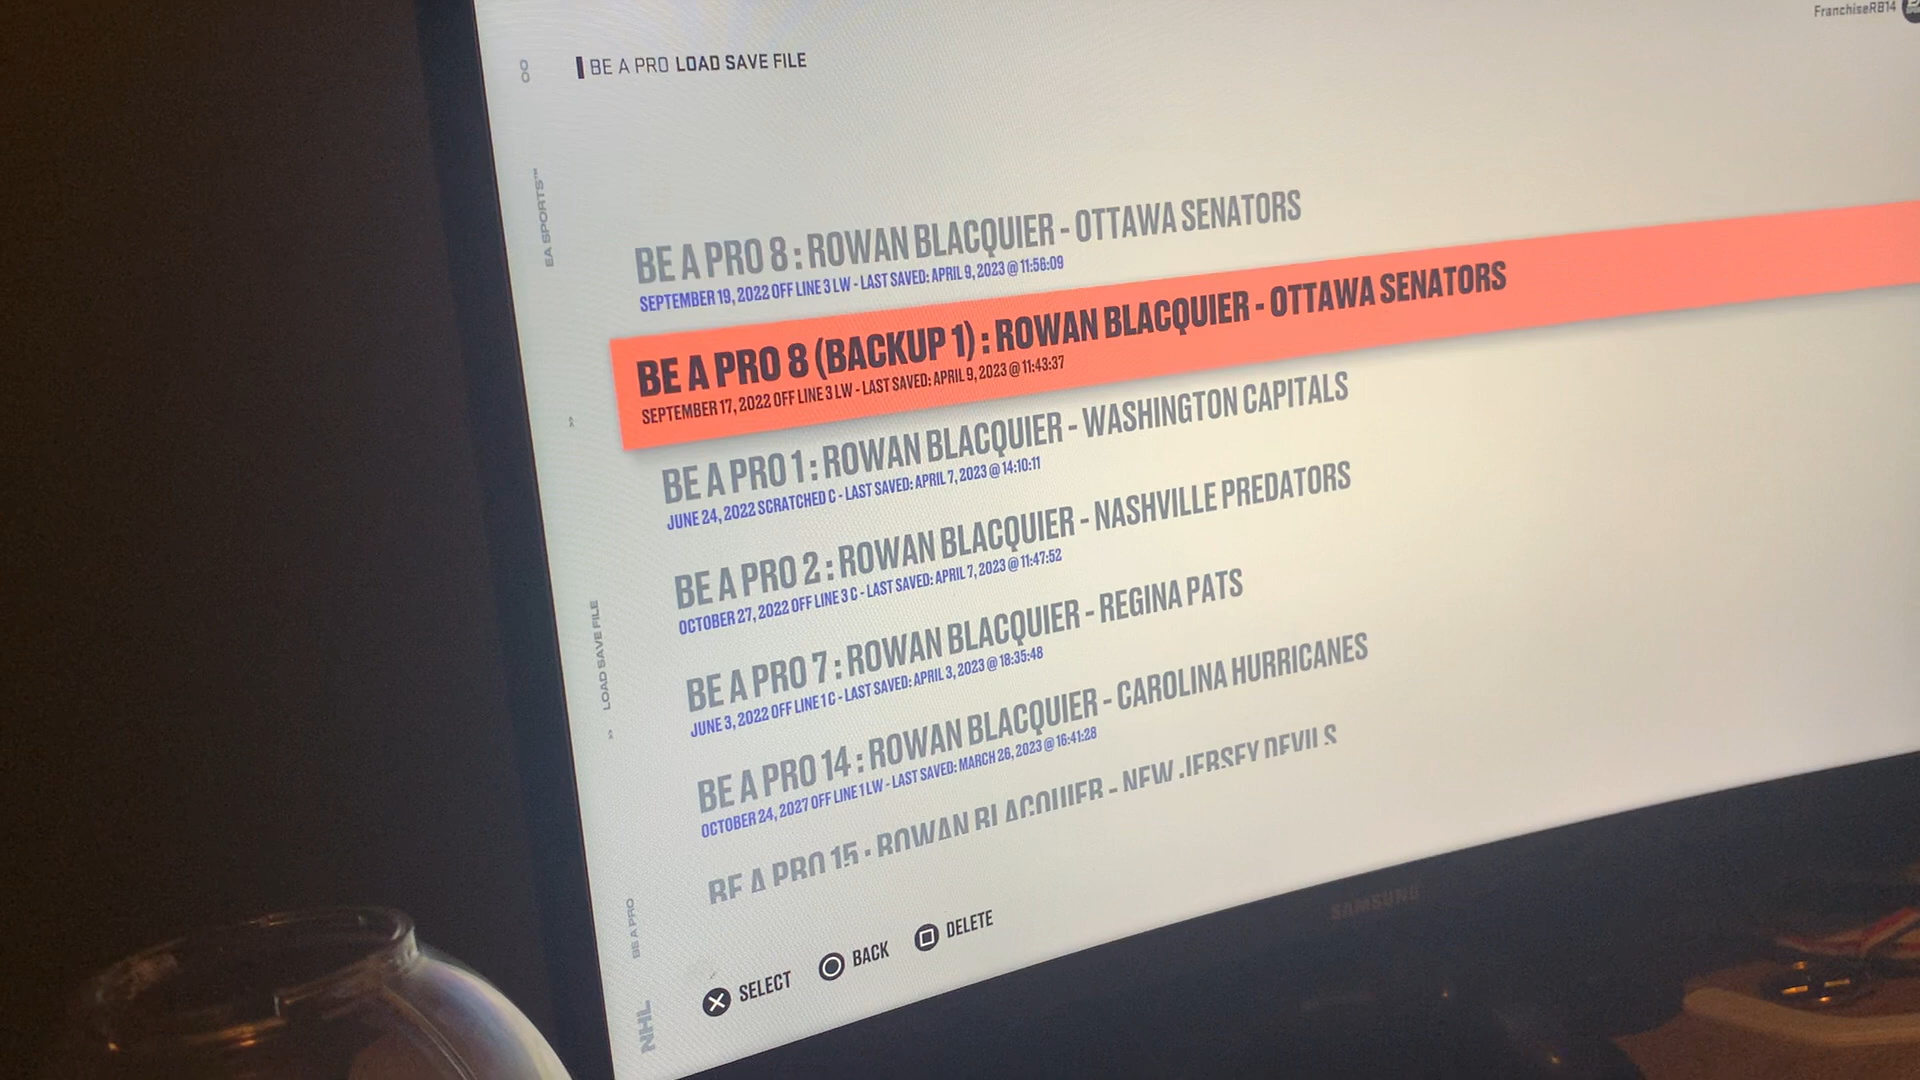 FranchiseRB14
BE A PRO LOAD SAVE FILE
BE A PRO 8 : ROWAN BLACQUIER - OTTAWA SENATORS
SEPTEMBER 19, 2022 OFF LINE 3 LW - LAST SAVED: APRIL 9, 2023 @ 11:56:09
BE A PRO 8 (BACKUP 1) : ROWAN BLACQUIER - OTTAWA SENATORS
SEPTEMBER 17, 2022 OFF LINE 3 LW - LAST SAVED: APRIL 9, 2023 @ 11:43:37
BE A PRO 1 : ROWAN BLACQUIER - WASHINGTON CAPITALS
JUNE 24, 2022 SCRATCHED C - LAST SAVED: APRIL 7, 2023 @ 14:10:11
BE A PRO 2 : ROWAN BLACQUIER - NASHVILLE PREDATORS
OCTOBER 27, 2022 OFF LINE 3 C - LAST SAVED: APRIL 7, 2023 @ 11:47:52
BE A PRO 7 : ROWAN BLACQUIER - REGINA PATS
JUNE 3, 2022 OFF LINE 1 C - LAST SAVED: APRIL 3, 2023 @ 18:35:48
BE A PRO 14 : ROWAN BLACQUIER - CAROLINA HURRICANES
OCTOBER 24, 2027 OFF LINE 1 LW - LAST SAVED: MARCH 26, 2023 @ 16:41:28
BE A PRO 15 : ROWAN BLACQUIER - NEW JERSEY DEVILS
SELECT
BACK
DELETE
NHL
BE A PRO
>>
LOAD SAVE FILE
>>
EA SPORTS™
SAMSUNG